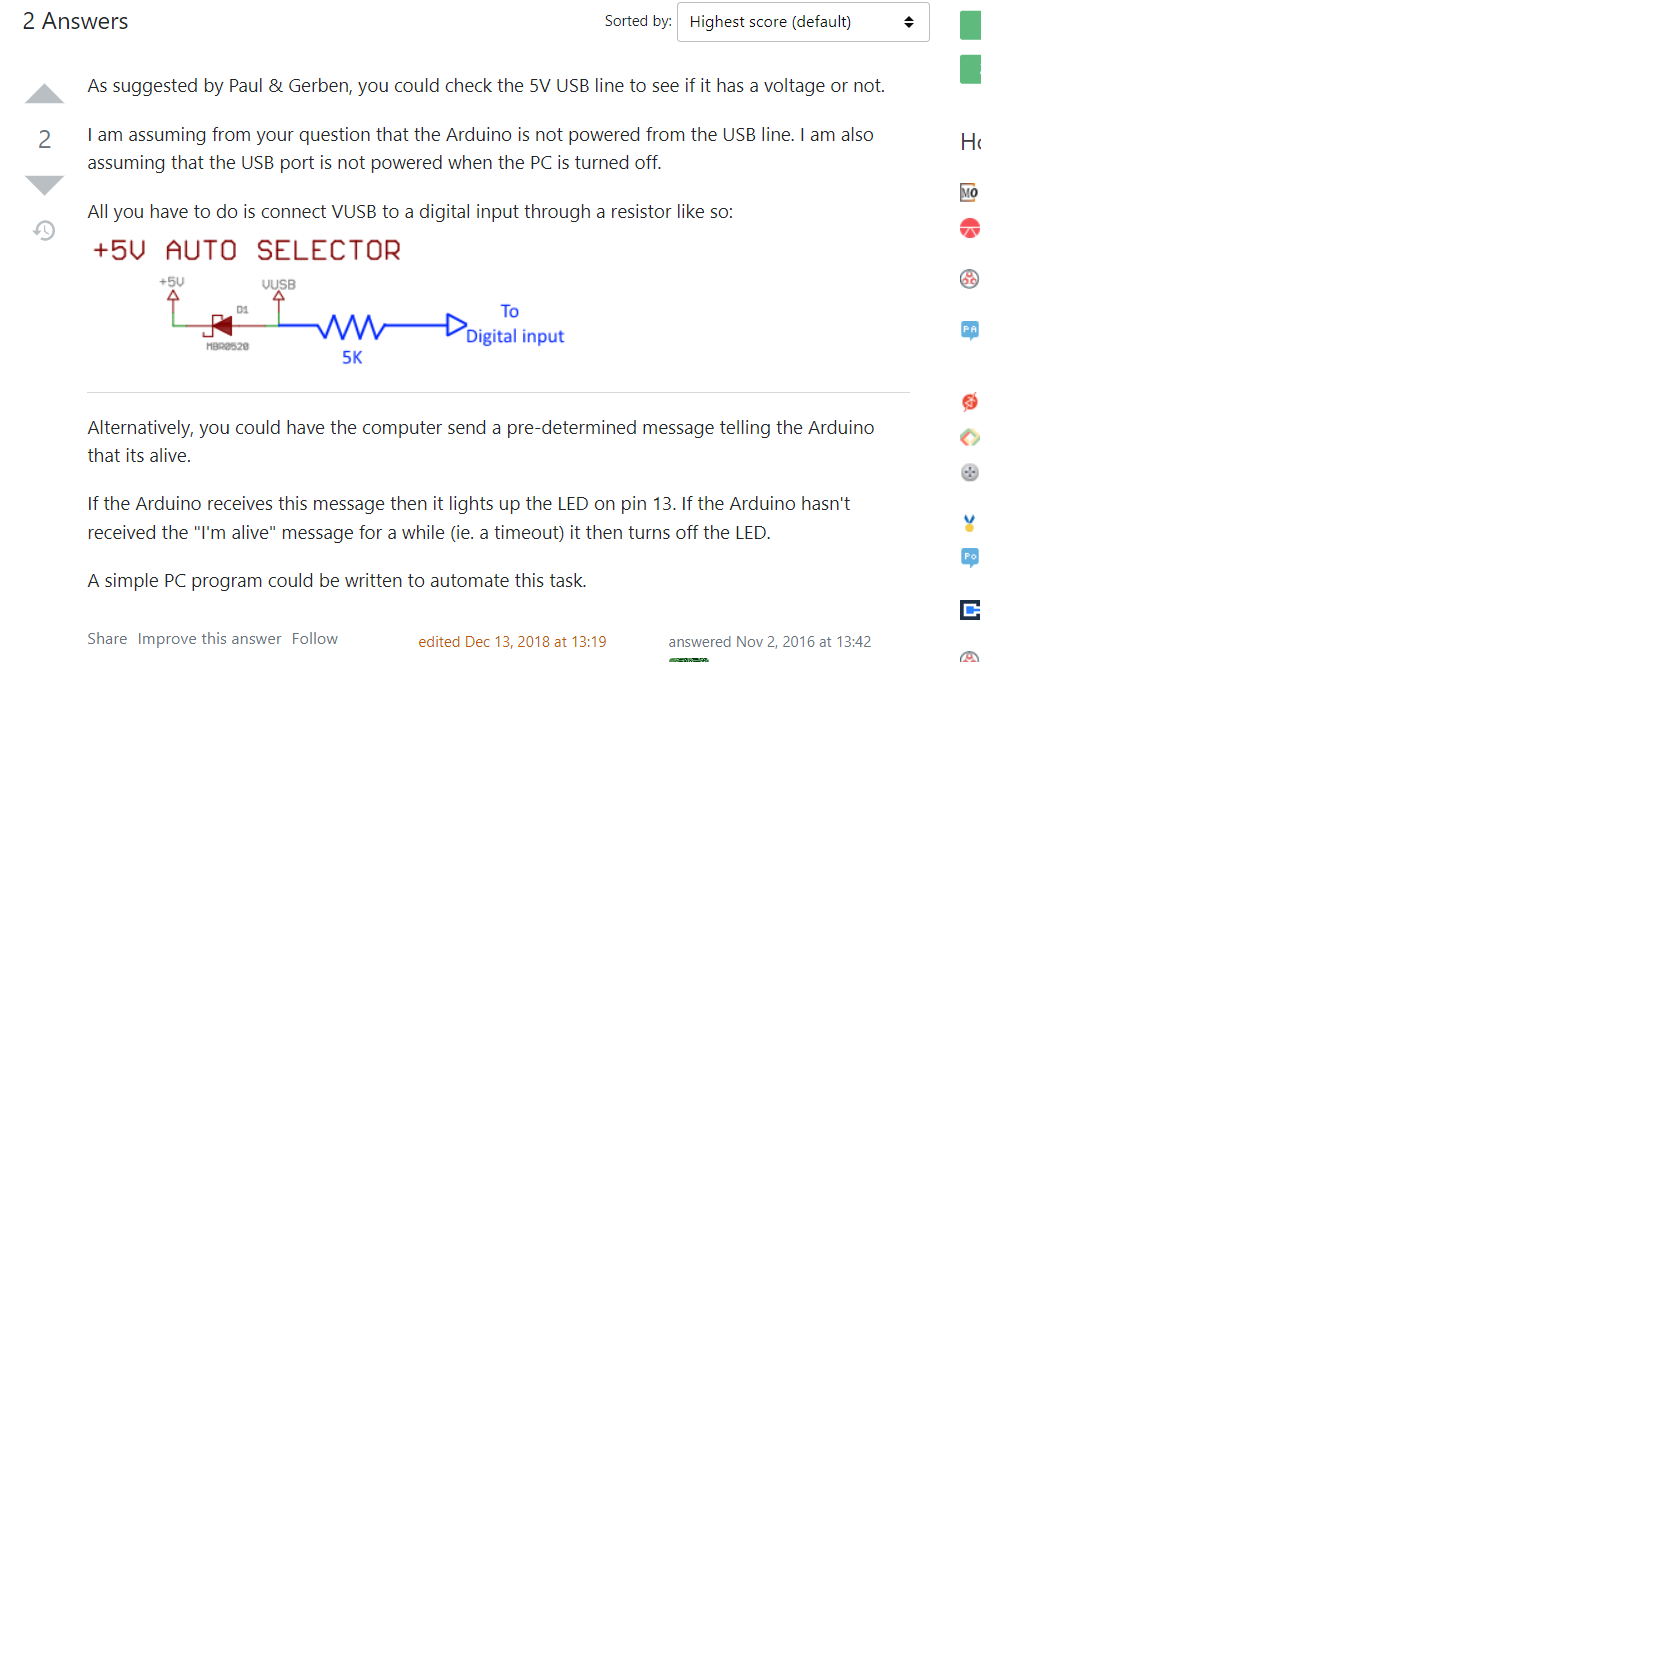 2 Answers
Sorted by:
Highest score (default)
As suggested by Paul & Gerben, you could check the 5V USB line to see if it has a voltage or not.
2
I am assuming from your question that the Arduino is not powered from the USB line. I am also
assuming that the USB port is not powered when the PC is turned off.
All you have to do is connect VUSB to a digital input through a resistor like so:
+5V AUTO SELECTOR
+5V
VUSB
D1
MBR0520
5K
To
Digital input
Alternatively, you could have the computer send a pre-determined message telling the Arduino
that its alive.
If the Arduino receives this message then it lights up the LED on pin 13. If the Arduino hasn't
received the "I'm alive" message for a while (ie. a timeout) it then turns off the LED.
A simple PC program could be written to automate this task.
Share Improve this answer Follow
edited Dec 13, 2018 at 13:19
answered Nov 2, 2016 at 13:42
MO
PA
Po